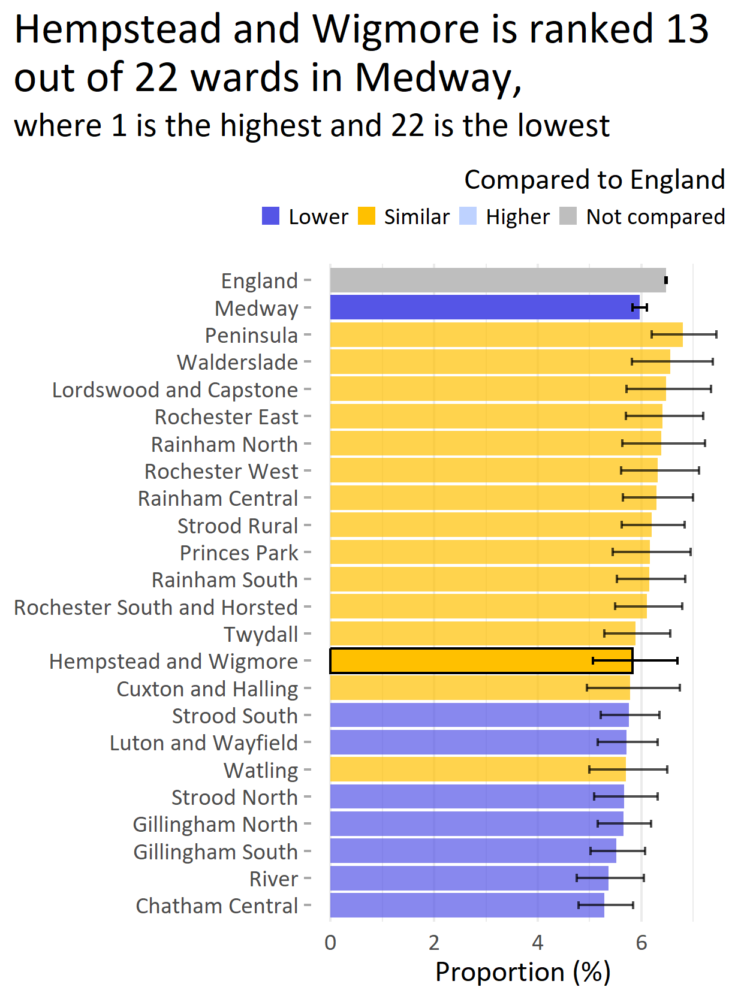 Hempstead and Wigmore is ranked 13
out of 22 wards in Medway,
where 1 is the highest and 22 is the lowest
Compared to England
Lower Similar Higher Not compared
England
Medway
Peninsula
Walderslade
Lordswood and Capstone
Rochester East
Rainham North
Rochester West
Rainham Central
Strood Rural
Princes Park
Rainham South
Rochester South and Horsted
Twydall
Hempstead and Wigmore
Cuxton and Halling
Strood South
Luton and Wayfield
Watling
Strood North
Gillingham North
Gillingham South
River
Chatham Central
0 2 4 6
Proportion (%)